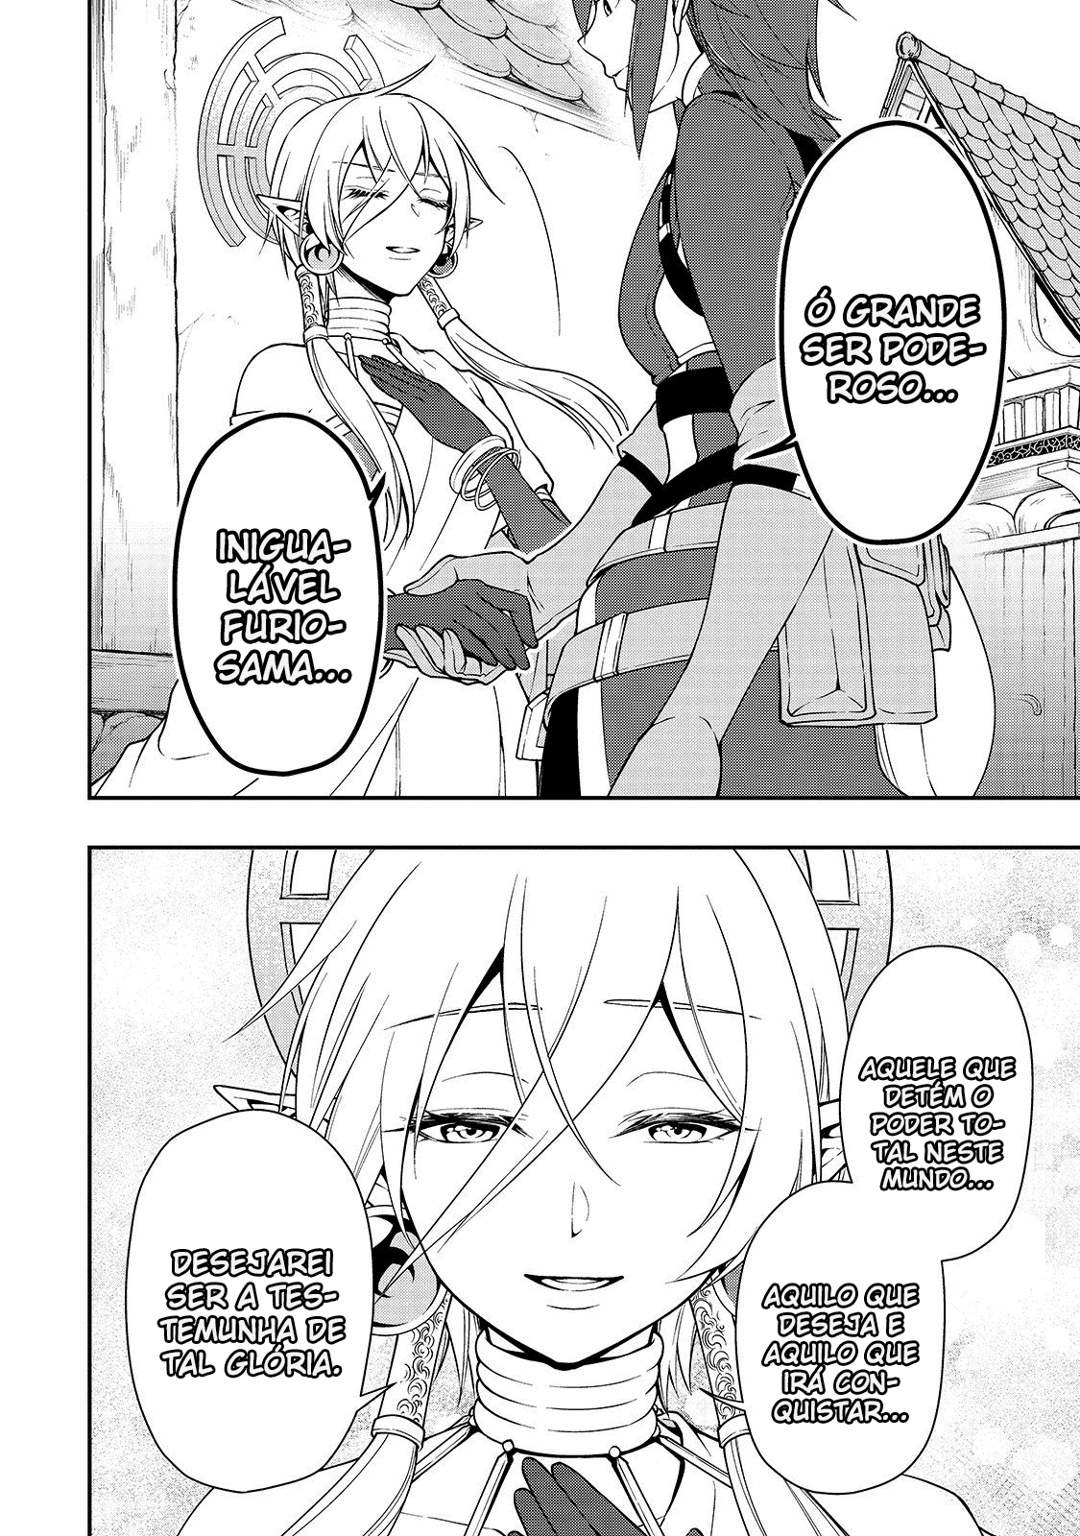 Ó GRANDE
SER PODE-
ROSO...
INIGUA-
LÁVEL
FURIO-
SAMA...
AQUELE QUE
DETÉM O
PODER TO-
TAL NESTE
MUNDO...
AQUILO QUE
DESEJA E
AQUILO QUE
IRÁ CON-
QUISTAR...
DESEJAREI
SER A TES-
TEMUNHA DE
TAL GLÓRIA.